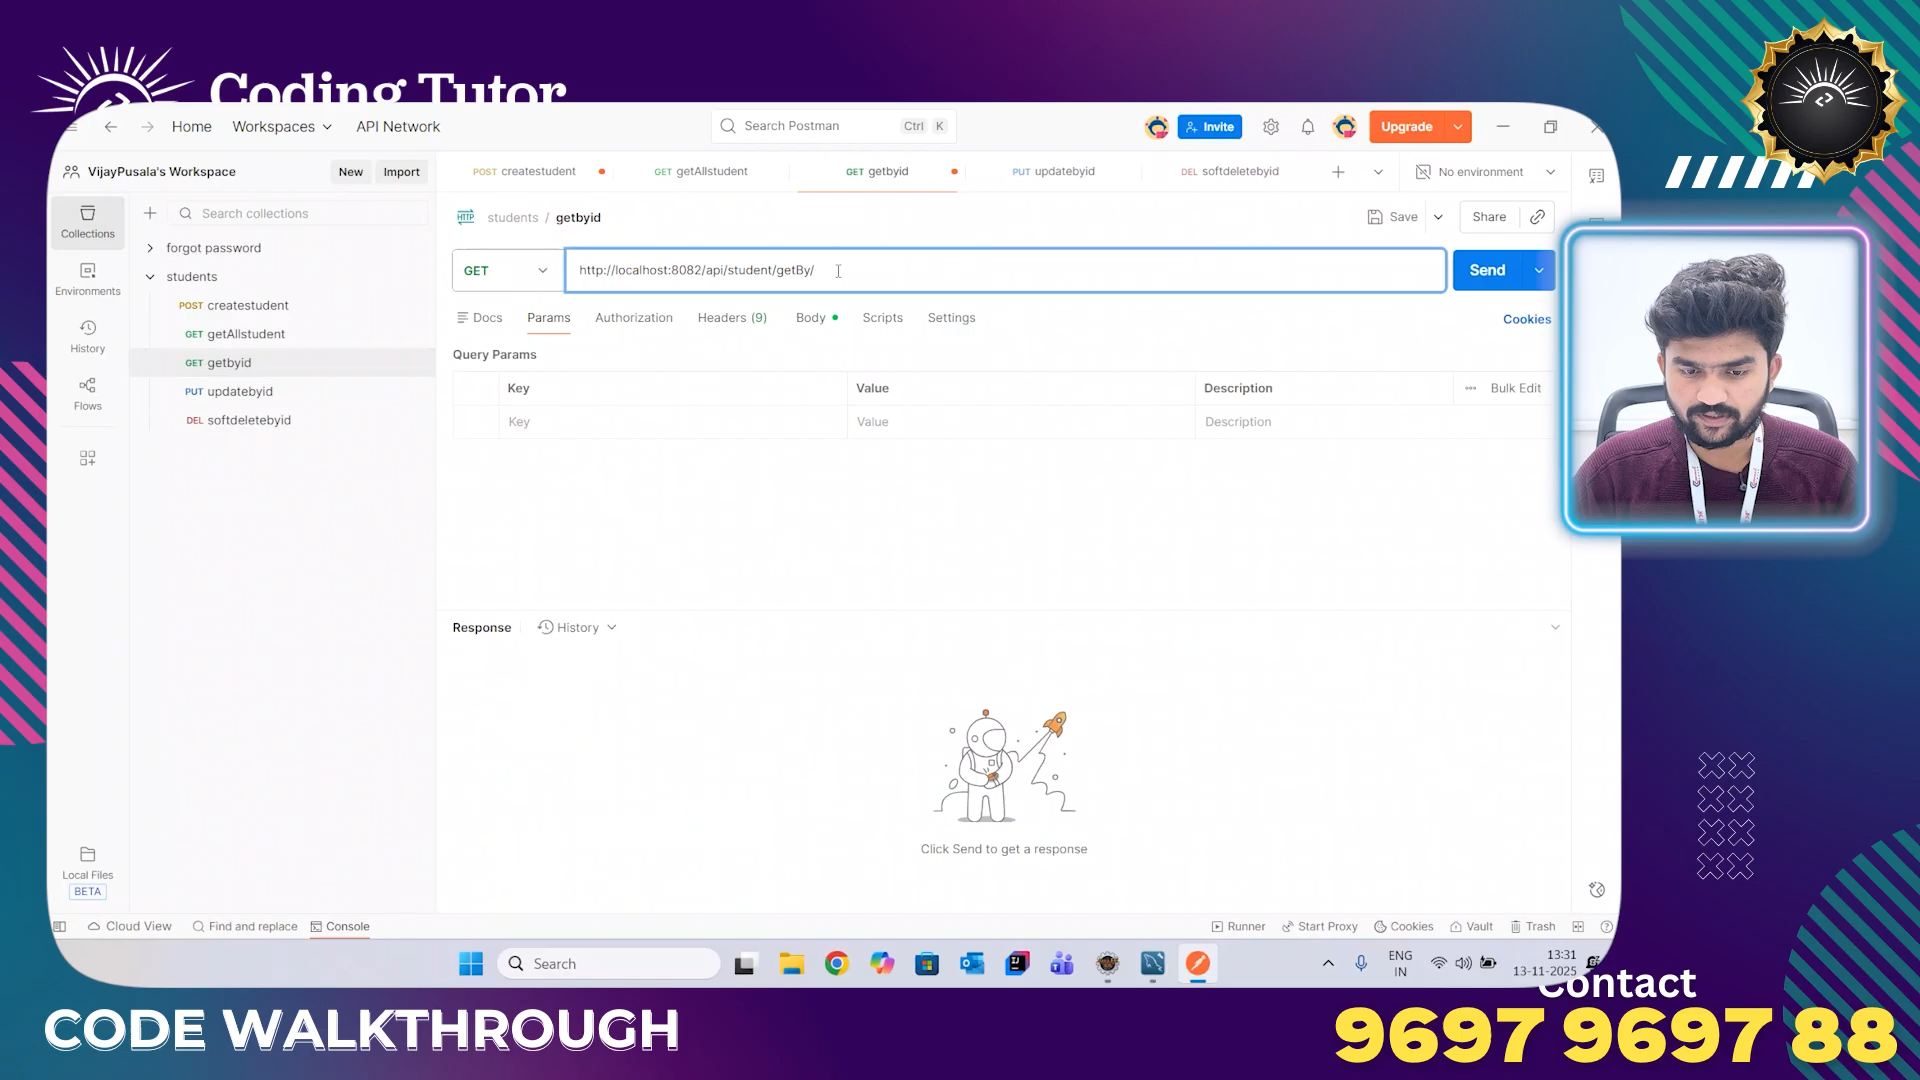 Coding Tutor
Home
Workspaces
API Network
Search Postman
Ctrl K
Invite
Upgrade
VijayPusala's Workspace
New
Import
POST createstudent
GET getAllstudent
GET getbyid
PUT updatebyid
DEL softdeletebyid
No environment
Collections
Search collections
students / getbyid
Save
Share
Environments
forgot password
students
GET
http://localhost:8082/api/student/getBy/
Send
POST createstudent
GET getAllstudent
GET getbyid
PUT updatebyid
DEL softdeletebyid
History
Flows
Docs
Params
Authorization
Headers (9)
Body
Scripts
Settings
Cookies
Query Params
Key
Value
Description
Bulk Edit
Key
Value
Description
Response
History
Click Send to get a response
Local Files
BETA
Cloud View
Find and replace
Console
Runner
Start Proxy
Cookies
Vault
Trash
Search
ENG
IN
13:31
13-11-2025
Contact
CODE WALKTHROUGH
9697 9697 88